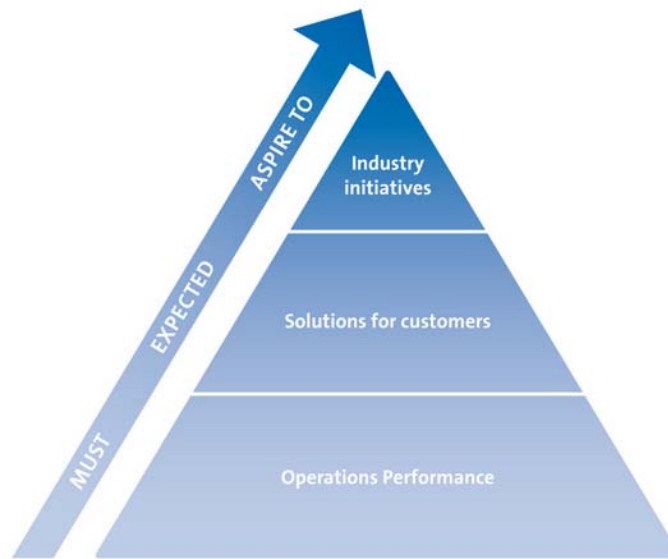 ASPIRE TO
EXPECTED
MUST
Industry
initiatives
Solutions for customers
Operations Performance